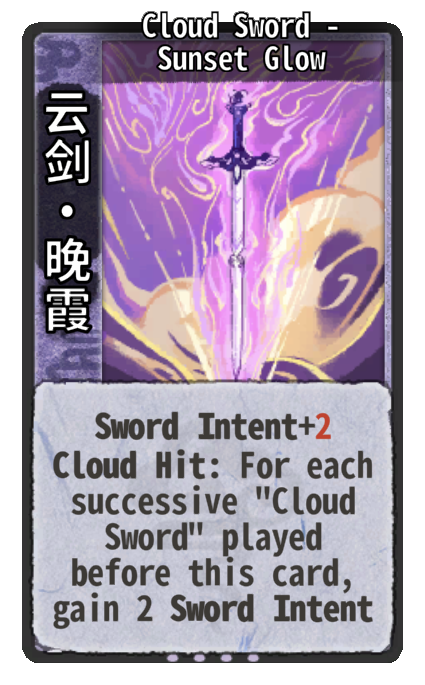 Cloud Sword -
Sunset Glow
云剑・晚霞
Sword Intent+2
Cloud Hit: For each
successive "Cloud
Sword" played
before this card,
gain 2 Sword Intent